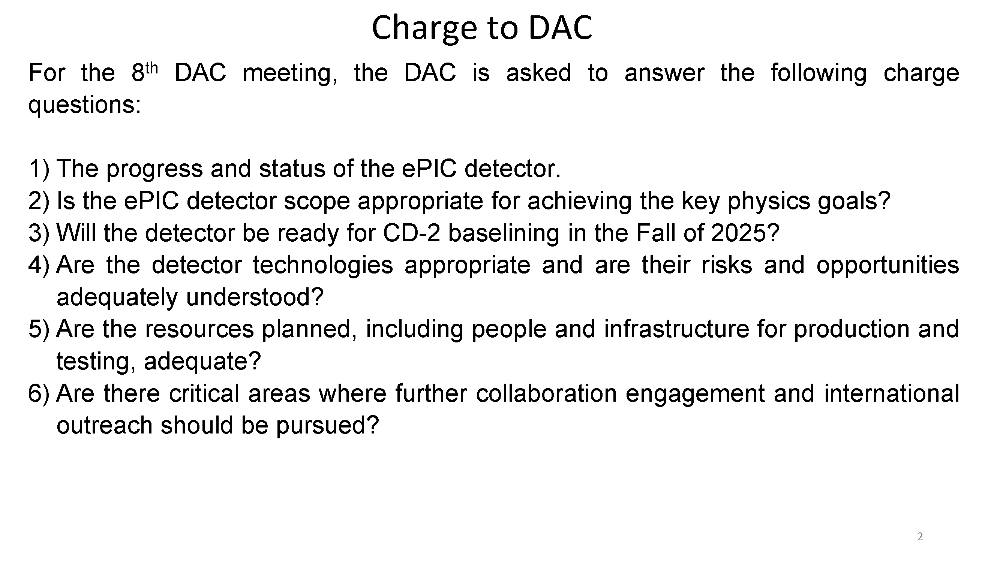 Charge to DAC
For the 8th DAC meeting, the DAC is asked to answer the following charge
questions:
1) The progress and status of the ePIC detector.
2) Is the ePIC detector scope appropriate for achieving the key physics goals?
3) Will the detector be ready for CD-2 baselining in the Fall of 2025?
4) Are the detector technologies appropriate and are their risks and opportunities
adequately understood?
5) Are the resources planned, including people and infrastructure for production and
testing, adequate?
6) Are there critical areas where further collaboration engagement and international
outreach should be pursued?
2